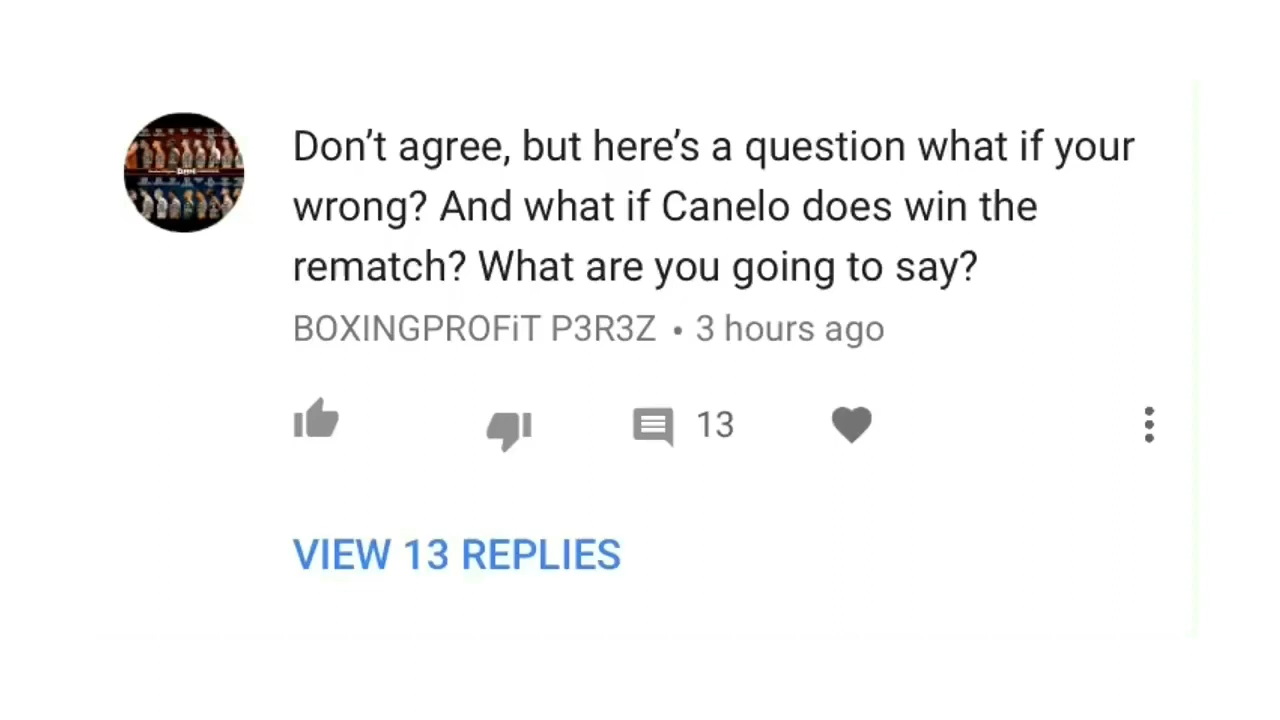 Don’t agree, but here’s a question what if your
wrong? And what if Canelo does win the
rematch? What are you going to say?
BOXINGPROFiT P3R3Z • 3 hours ago
13
VIEW 13 REPLIES